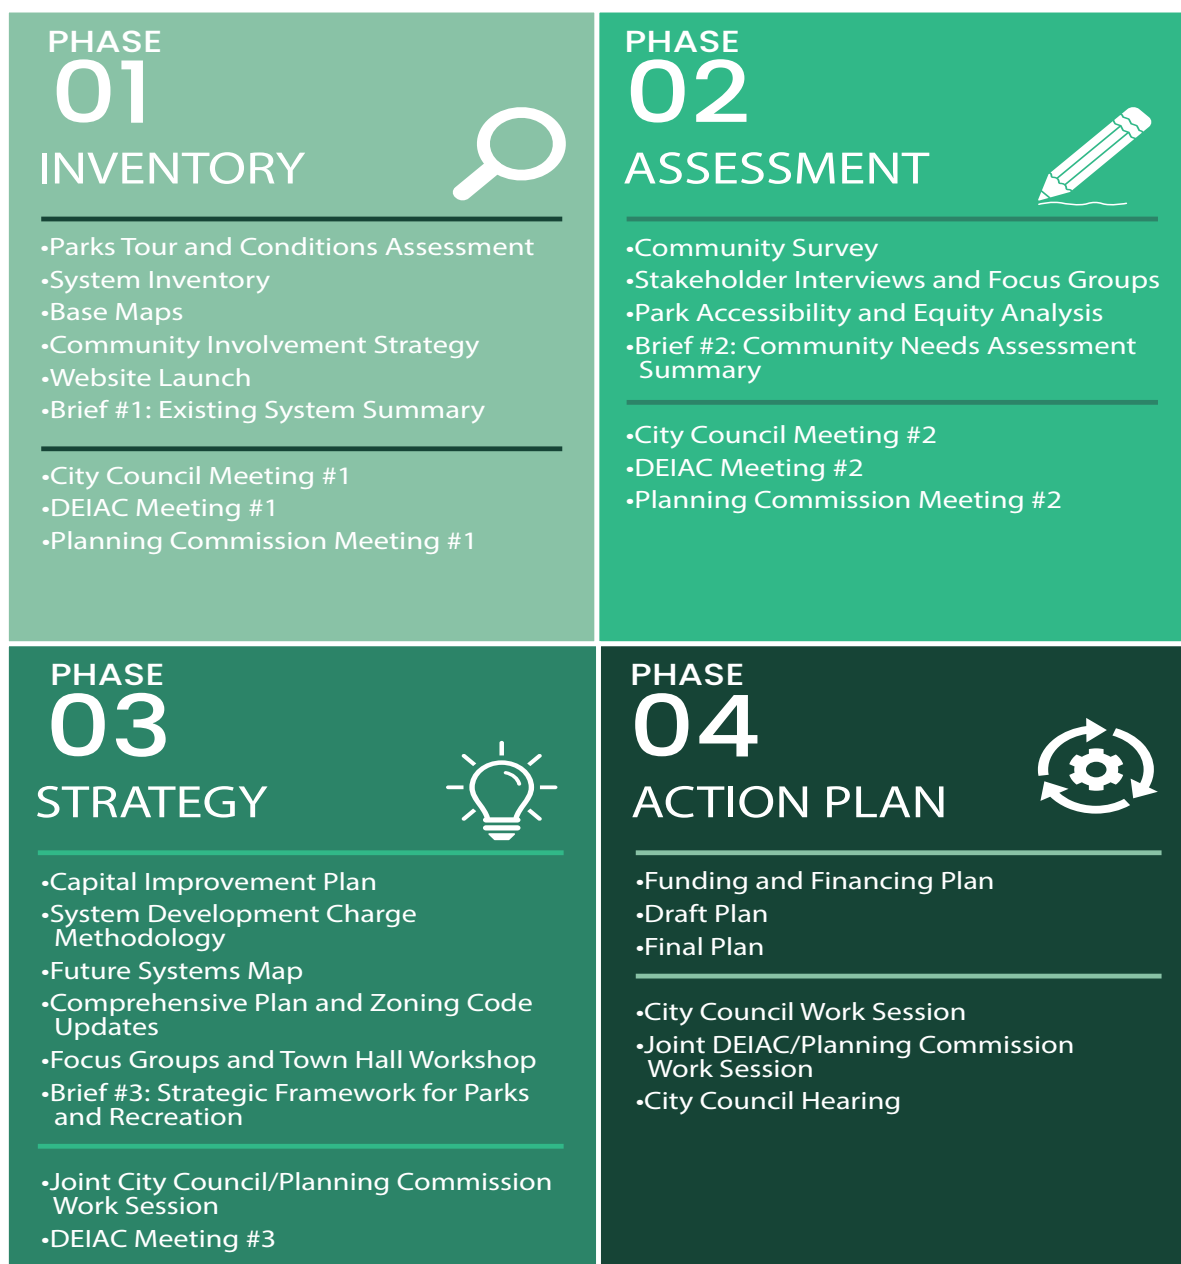 PHASE
01
INVENTORY
•Parks Tour and Conditions Assessment
•System Inventory
•Base Maps
•Community Involvement Strategy
•Website Launch
•Brief #1: Existing System Summary
•City Council Meeting #1
•DEIAC Meeting #1
•Planning Commission Meeting #1
PHASE
02
ASSESSMENT
•Community Survey
•Stakeholder Interviews and Focus Groups
•Park Accessibility and Equity Analysis
•Brief #2: Community Needs Assessment
Summary
•City Council Meeting #2
•DEIAC Meeting #2
•Planning Commission Meeting #2
PHASE
03
STRATEGY
•Capital Improvement Plan
•System Development Charge
Methodology
•Future Systems Map
•Comprehensive Plan and Zoning Code
Updates
•Focus Groups and Town Hall Workshop
•Brief #3: Strategic Framework for Parks
and Recreation
•Joint City Council/Planning Commission
Work Session
•DEIAC Meeting #3
PHASE
04
ACTION PLAN
•Funding and Financing Plan
•Draft Plan
•Final Plan
•City Council Work Session
•Joint DEIAC/Planning Commission
Work Session
•City Council Hearing